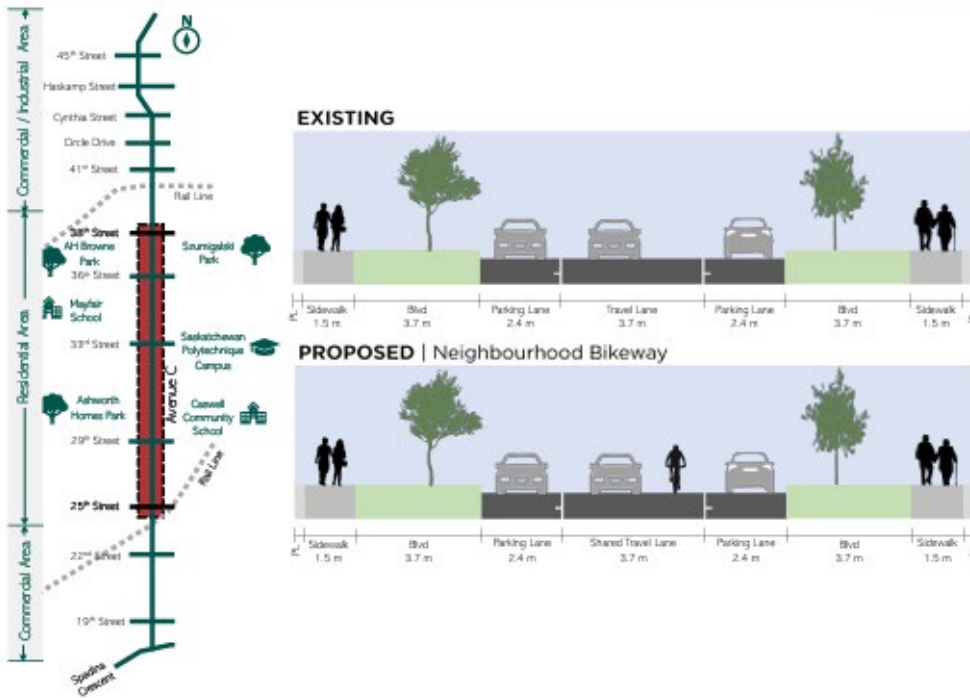 Commercial / Industrial Area
Residential Area
Commercial Area
N
45th Street
Haskamp Street
Cynthia Street
Circle Drive
41st Street
Rail Line
38th Street
AH Browne
Park
Szumigalski
Park
36th Street
Mayfair
School
33rd Street
Saskatchewan
Polytechnique
Campus
Avenue C
Ashworth
Homes Park
Caswell
Community
School
29th Street
Rail Line
25th Street
22nd Street
19th Street
Spadina
Crescent
EXISTING
PL
Sidewalk
1.5 m
Blvd
3.7 m
Parking Lane
2.4 m
Travel Lane
3.7 m
Parking Lane
2.4 m
Blvd
3.7 m
Sidewalk
1.5 m
PROPOSED | Neighbourhood Bikeway
PL
Sidewalk
1.5 m
Blvd
3.7 m
Parking Lane
2.4 m
Shared Travel Lane
3.7 m
Parking Lane
2.4 m
Blvd
3.7 m
Sidewalk
1.5 m